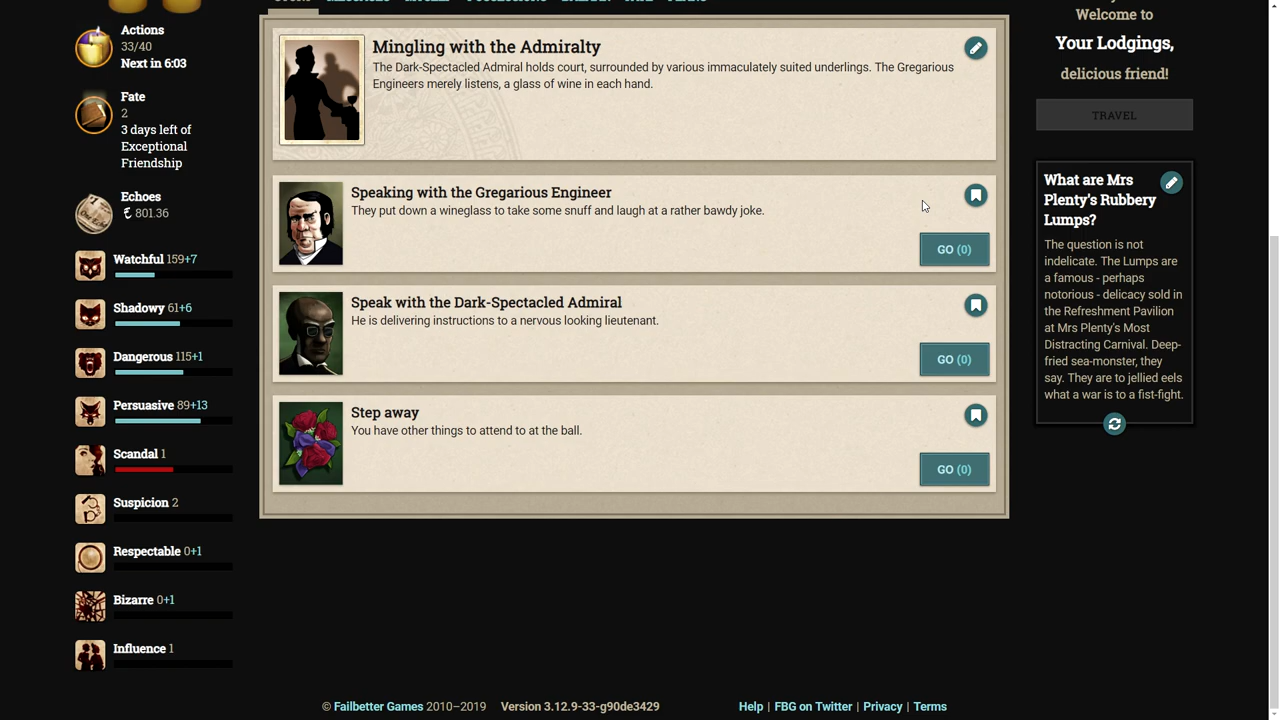 Actions
33/40
Next in 6:03
Fate
2
3 days left of
Exceptional
Friendship
Echoes
801.36
Watchful 159+7
Shadowy 61+6
Dangerous 115+1
Persuasive 89+13
Scandal 1
Suspicion 2
Respectable 0+1
Bizarre 0+1
Influence 1
Mingling with the Admiralty
The Dark-Spectacled Admiral holds court, surrounded by various immaculately suited underlings. The Gregarious
Engineers merely listens, a glass of wine in each hand.
Speaking with the Gregarious Engineer
They put down a wineglass to take some snuff and laugh at a rather bawdy joke.
GO (0)
Speak with the Dark-Spectacled Admiral
He is delivering instructions to a nervous looking lieutenant.
GO (0)
Step away
You have other things to attend to at the ball.
GO (0)
Welcome to
Your Lodgings,
delicious friend!
TRAVEL
What are Mrs
Plenty's Rubbery
Lumps?
The question is not
indelicate. The Lumps are
a famous - perhaps
notorious - delicacy sold in
the Refreshment Pavilion
at Mrs Plenty's Most
Distracting Carnival. Deep-
fried sea-monster, they
say. They are to jellied eels
what a war is to a fist-fight.
© Failbetter Games 2010–2019 Version 3.12.9-33-g90de3429 Help | FBG on Twitter | Privacy | Terms